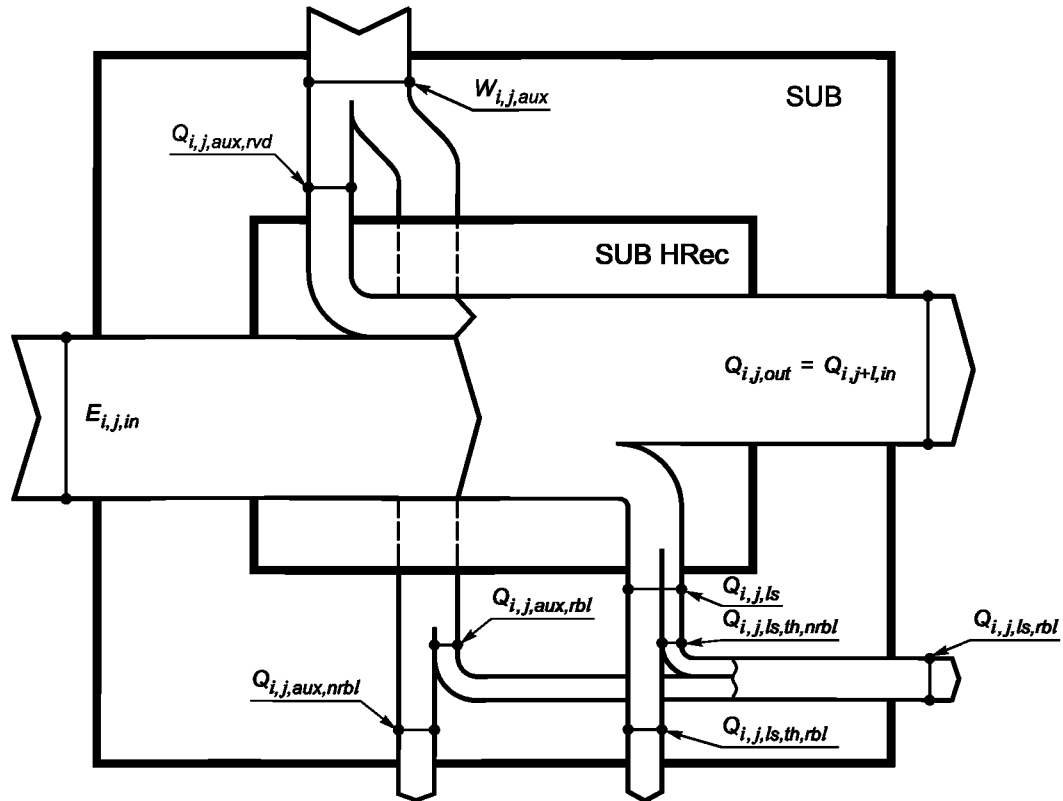 W_{i,j,aux}
SUB
Q_{i,j,aux,rvd}
SUB HRec
Q_{i,j,out} = Q_{i,j+l,in}
E_{i,j,in}
Q_{i,j,ls}
Q_{i,j,aux,rbl}
Q_{i,j,ls,th,nrbl}
Q_{i,j,ls,rbl}
Q_{i,j,aux,nrbl}
Q_{i,j,ls,th,rbl}